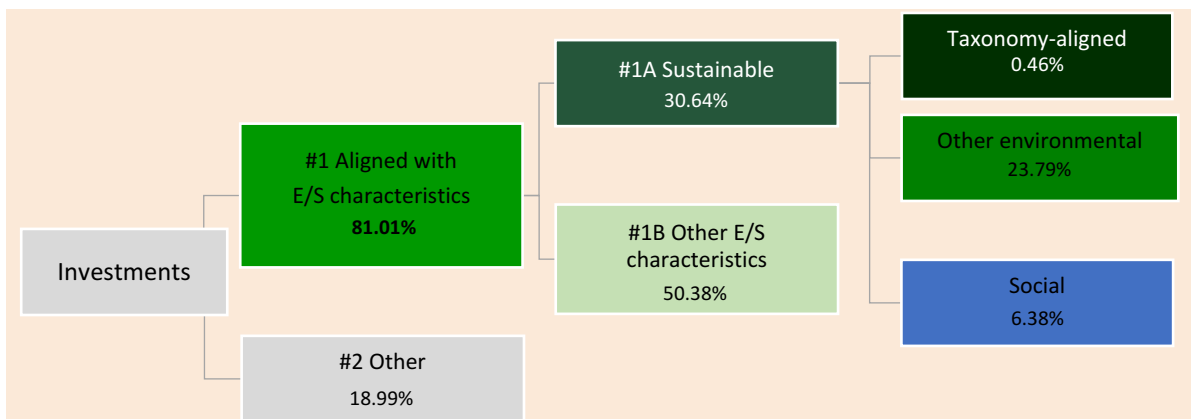 Investments
#1 Aligned with
E/S characteristics
81.01%
#2 Other
18.99%
#1A Sustainable
30.64%
#1B Other E/S
characteristics
50.38%
Taxonomy-aligned
0.46%
Other environmental
23.79%
Social
6.38%